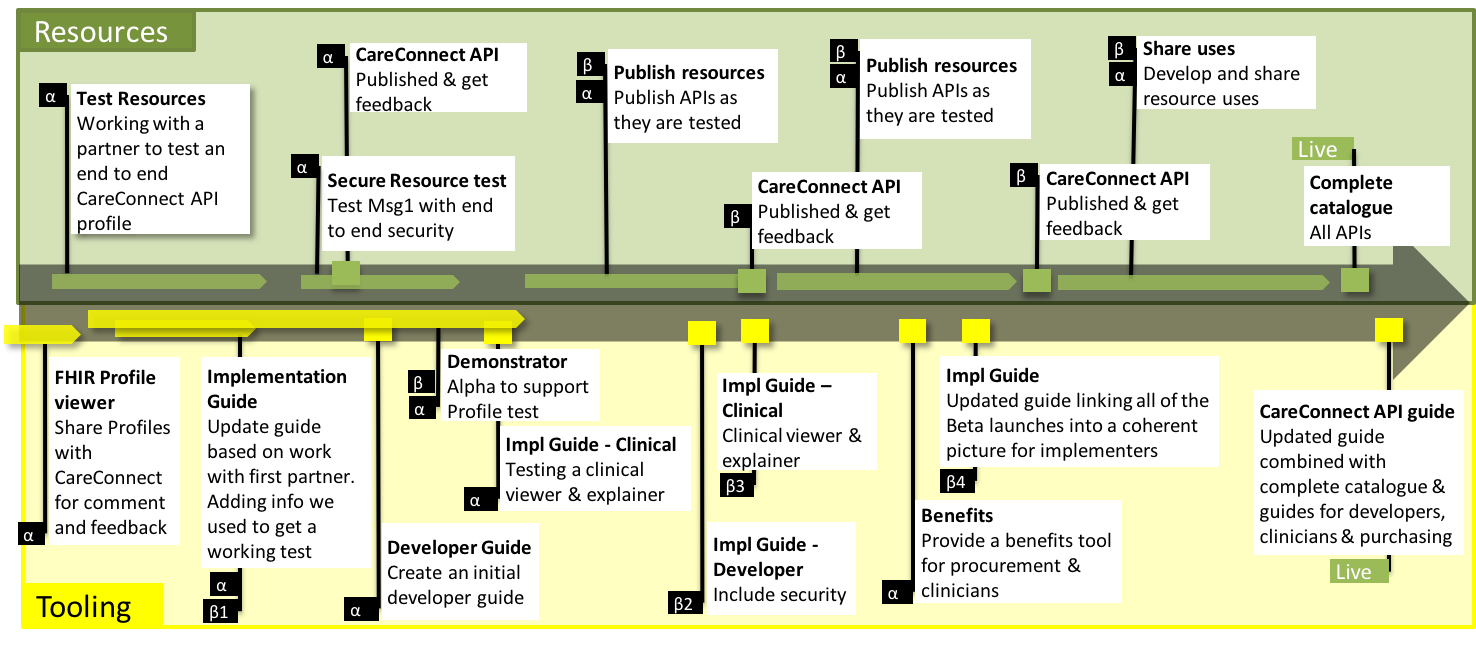 Resources
α
Test Resources
Working with a
partner to test an
end to end
CareConnect API
profile
α
CareConnect API
Published & get
feedback
α
Secure Resource test
Test Msg1 with end
to end security
β
α
Publish resources
Publish APIs as
they are tested
β
CareConnect API
Published & get
feedback
β
α
Publish resources
Publish APIs as
they are tested
β
CareConnect API
Published & get
feedback
β
α
Share uses
Develop and share
resource uses
Live
Complete
catalogue
All APIs
FHIR Profile
viewer
Share Profiles
with
CareConnect
for comment
and feedback
α
Implementation
Guide
Update guide
based on work
with first partner.
Adding info we
used to get a
working test
α
β1
Developer Guide
Create an initial
developer guide
α
Demonstrator
Alpha to support
Profile test
β
α
Impl Guide - Clinical
Testing a clinical
viewer & explainer
α
Impl Guide -
Developer
Include security
β2
Impl Guide –
Clinical
Clinical viewer &
explainer
β3
Benefits
Provide a benefits tool
for procurement &
clinicians
α
Impl Guide
Updated guide linking all of the
Beta launches into a coherent
picture for implementers
β4
CareConnect API guide
Updated guide
combined with
complete catalogue &
guides for developers,
clinicians & purchasing
Live
Tooling